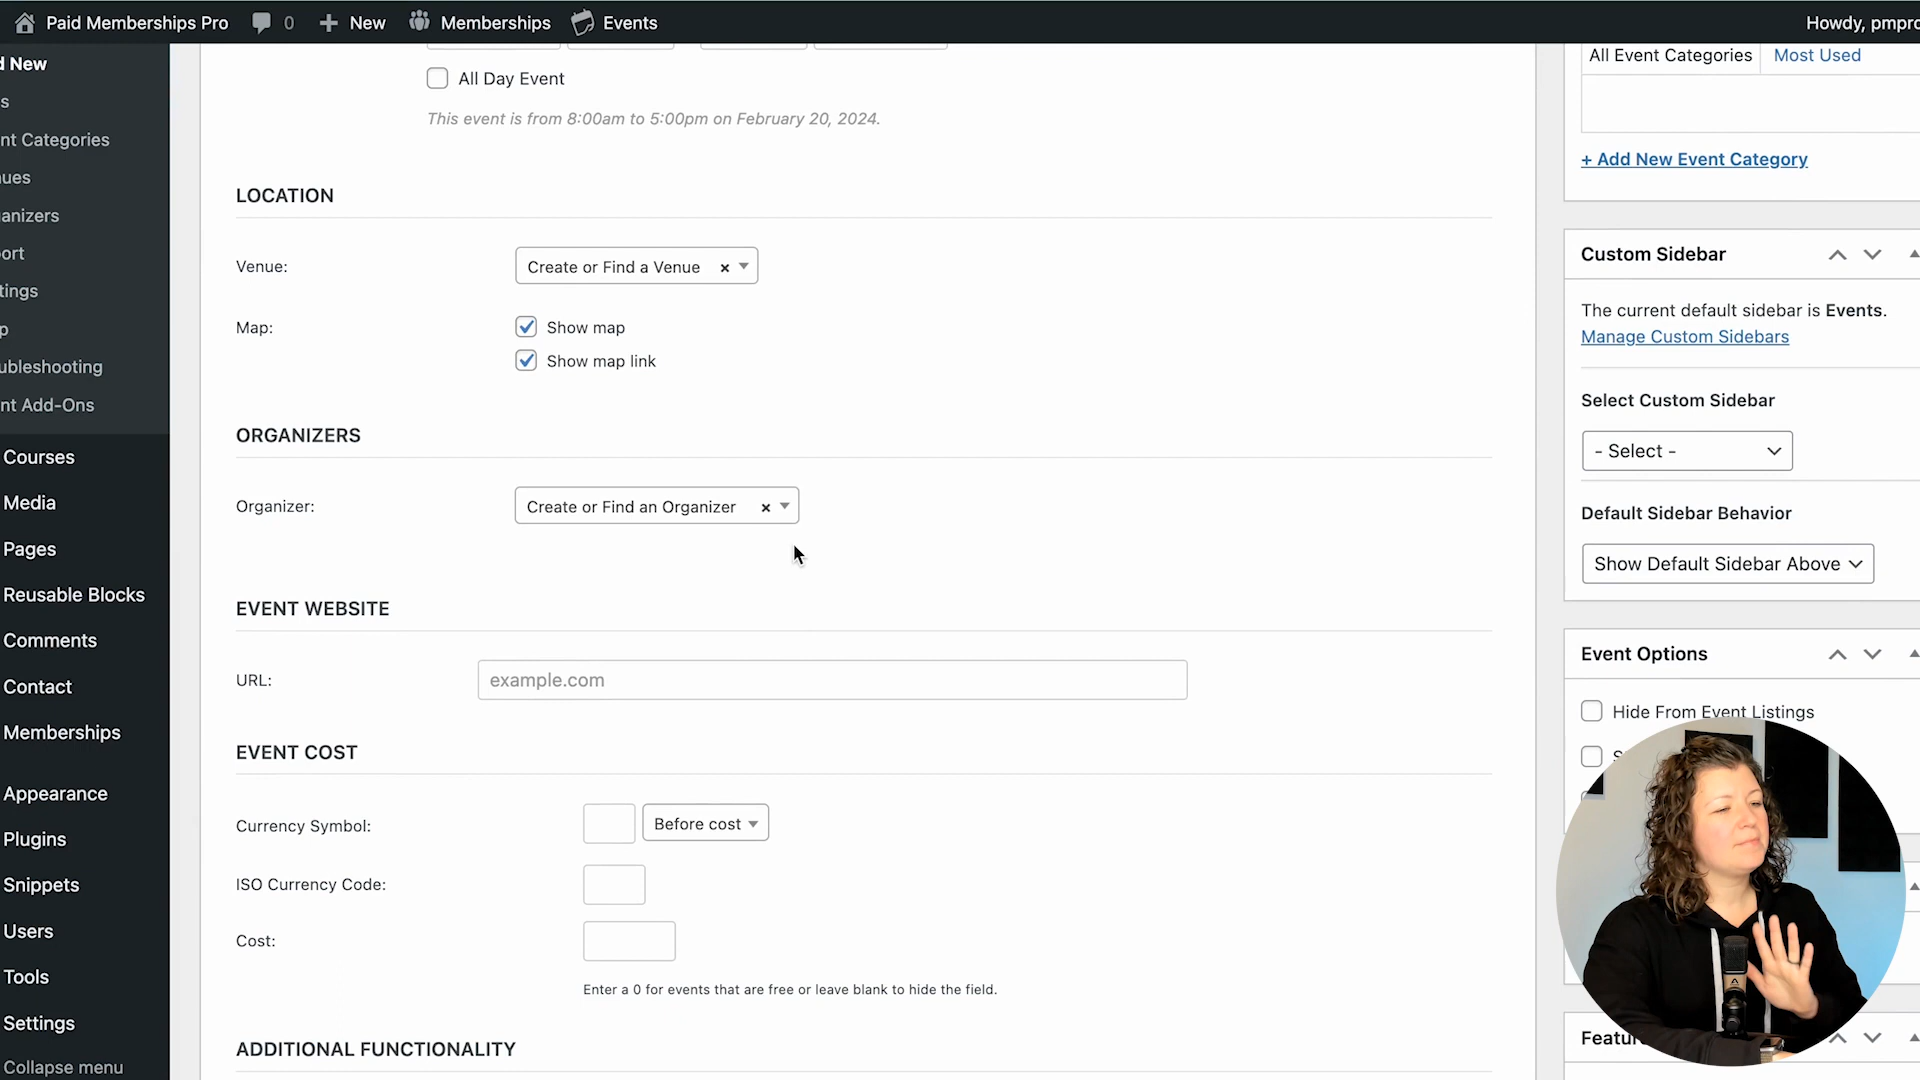 Paid Memberships Pro 0 New Memberships Events Howdy, pmpro
d New
s
nt Categories
ues
anizers
ort
tings
p
ubleshooting
nt Add-Ons
Courses
Media
Pages
Reusable Blocks
Comments
Contact
Memberships
Appearance
Plugins
Snippets
Users
Tools
Settings
Collapse menu
All Day Event
This event is from 8:00am to 5:00pm on February 20, 2024.
LOCATION
Venue: Create or Find a Venue ×
Map: Show map
Show map link
ORGANIZERS
Organizer: Create or Find an Organizer ×
EVENT WEBSITE
URL: example.com
EVENT COST
Currency Symbol: Before cost
ISO Currency Code:
Cost:
Enter a 0 for events that are free or leave blank to hide the field.
ADDITIONAL FUNCTIONALITY
All Event Categories Most Used
+ Add New Event Category
Custom Sidebar
The current default sidebar is Events.
Manage Custom Sidebars
Select Custom Sidebar
- Select -
Default Sidebar Behavior
Show Default Sidebar Above
Event Options
Hide From Event Listings
Featur